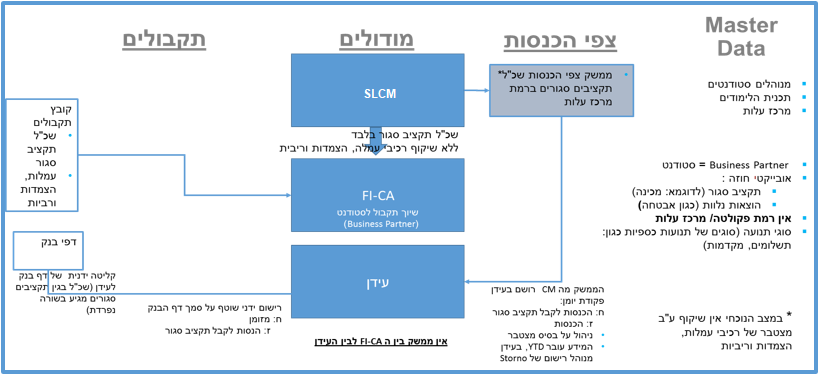 Master
Data
צפי הכנסות
מודולים
תקבולים
מנוהלים סטודנטים
תכנית הלימודים
מרכז עלות
Business Partner = סטודנט
אובייקטי חוזה :
תקציב סגור (לדוגמא: מכינה)
הוצאות נלוות (כגון אבטחה)
אין רמת פקולטה/ מרכז עלות
סוגי תנועה (סוגים של תנועות כספיות כגון:
תשלומים, מקדמות)
* במצב הנוכחי אין שיקוף ע"ב
מצטבר של רכיבי עמלות,
הצמדות וריביות
ממשק צפי הכנסות שכ"ל*
תקציבים סגורים ברמת
מרכז עלות
הממשק מה CM רושם בעידן
פקודת יומן:
ח: הכנסות לקבל תקציב סגור
ז: הכנסות
ניהול על בסיס מצטבר
המידע עובר YTD, בעידן
מנוהל רישום של Storno
SLCM
שכ"ל תקציב סגור בלבד
ללא שיקוף רכיבי עמלה, הצמדות וריבית
FI-CA
שיוך תקבול לסטודנט
(Business Partner)
עידן
אין ממשק בין ה FI-CA לבין העידן
קובץ
תקבולים
שכ"ל
תקציב
סגור
עמלות,
הצמדות
ורביות
דפי בנק
קליטה ידנית של דף בנק
לעידן (שכ"ל בגין תקציבים
סגורים מגיע בשורה
נפרדת)
רישום ידני שוטף על סמך דף הבנק
ח: מזומן
ז: הנסות לקבל תקציב סגור